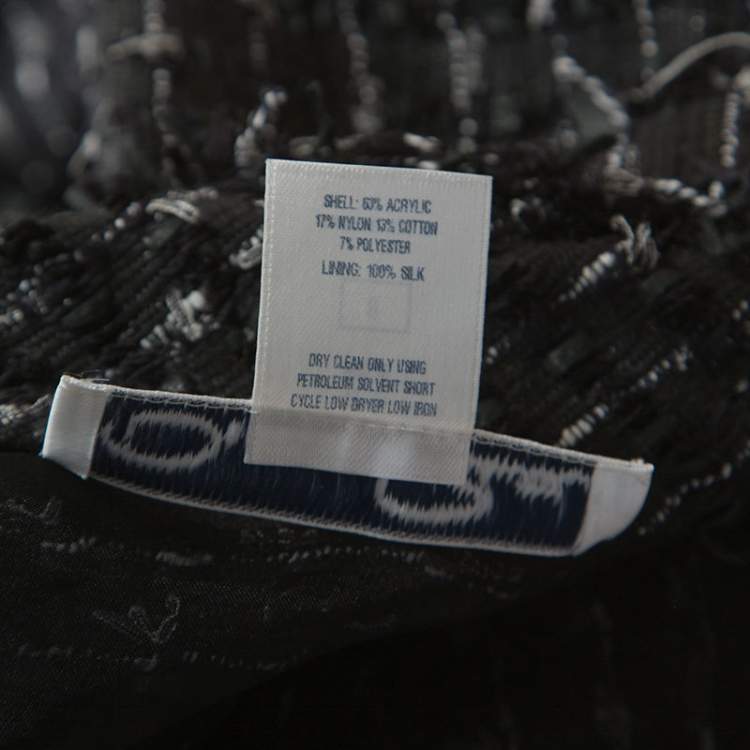 SHELL: 63% ACRYLIC
17% NYLON 13% COTTON
7% POLYESTER
LINING: 100% SILK
DRY CLEAN ONLY USING
PETROLEUM SOLVENT SHORT
CYCLE LOW DRYER LOW IRON